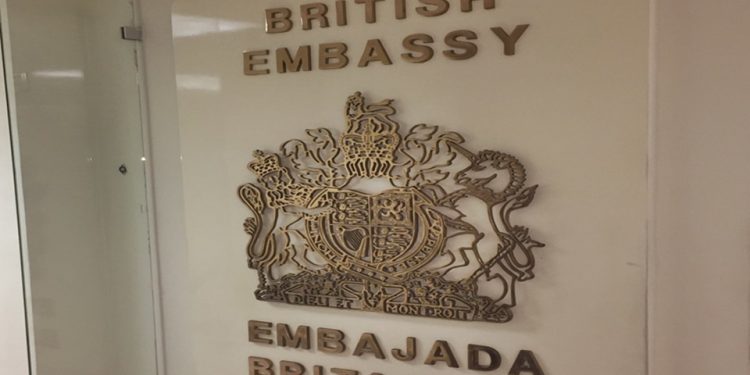 BRITISH
EMBASSY
DIEU ET MON DROIT
EMBAJADA